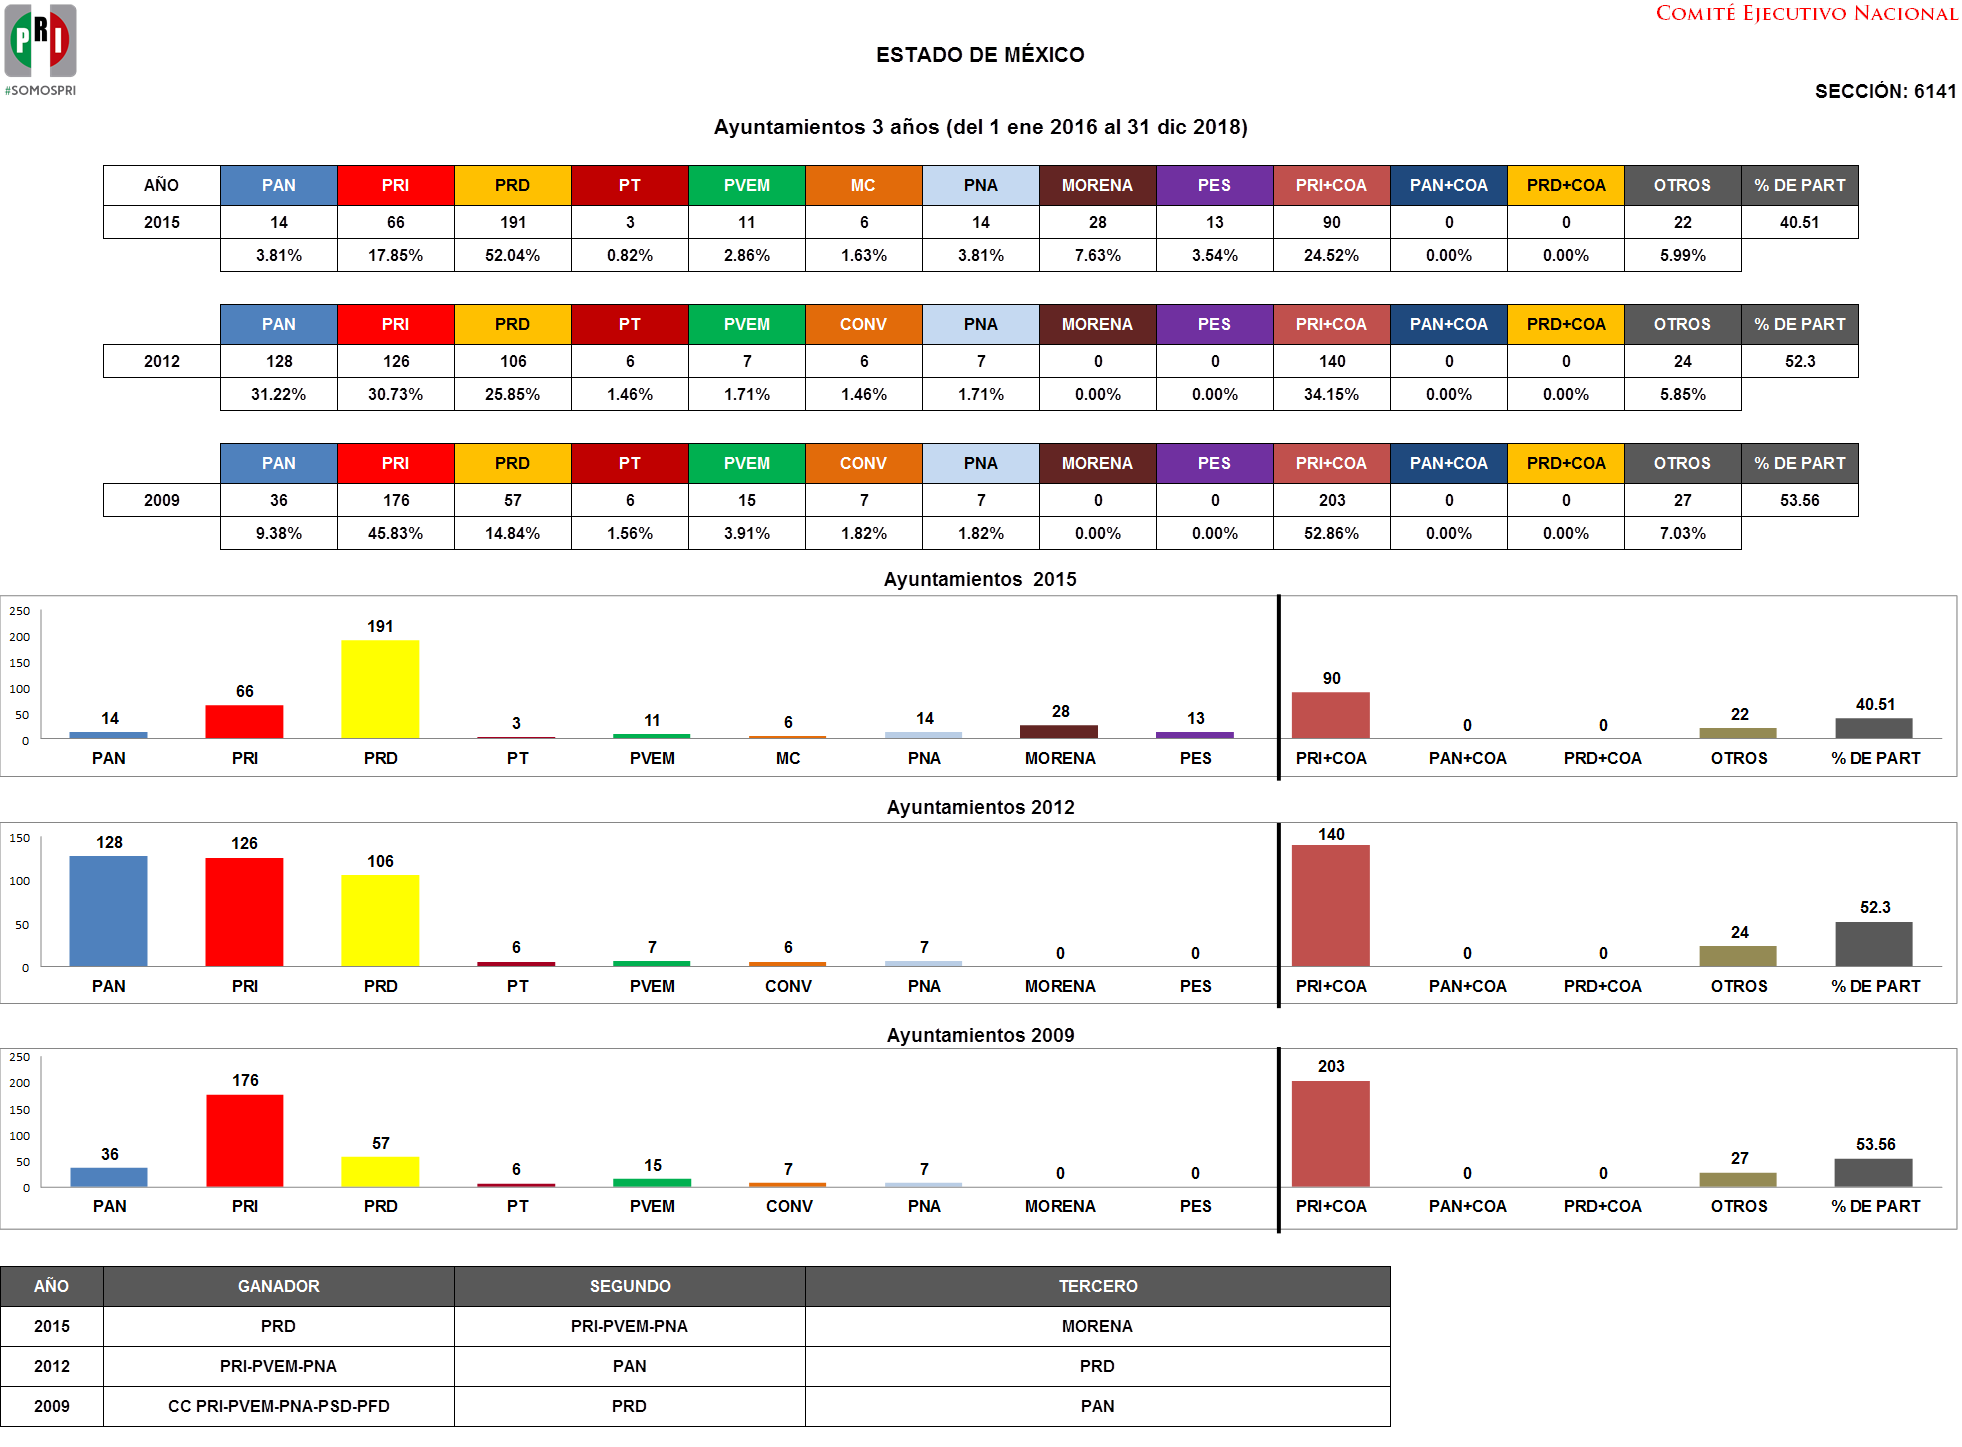 PRI
#SOMOSPRI
COMITÉ EJECUTIVO NACIONAL
ESTADO DE MÉXICO
SECCIÓN: 6141
Ayuntamientos 3 años (del 1 ene 2016 al 31 dic 2018)
AÑO PAN PRI PRD PT PVEM MC PNA MORENA PES PRI+COA PAN+COA PRD+COA OTROS % DE PART
2015 14 66 191 3 11 6 14 28 13 90 0 0 22 40.51
3.81% 17.85% 52.04% 0.82% 2.86% 1.63% 3.81% 7.63% 3.54% 24.52% 0.00% 0.00% 5.99%
PAN PRI PRD PT PVEM CONV PNA MORENA PES PRI+COA PAN+COA PRD+COA OTROS % DE PART
2012 128 126 106 6 7 6 7 0 0 140 0 0 24 52.3
31.22% 30.73% 25.85% 1.46% 1.71% 1.46% 1.71% 0.00% 0.00% 34.15% 0.00% 0.00% 5.85%
PAN PRI PRD PT PVEM CONV PNA MORENA PES PRI+COA PAN+COA PRD+COA OTROS % DE PART
2009 36 176 57 6 15 7 7 0 0 203 0 0 27 53.56
9.38% 45.83% 14.84% 1.56% 3.91% 1.82% 1.82% 0.00% 0.00% 52.86% 0.00% 0.00% 7.03%
Ayuntamientos 2015
250
200
150
100
50
0
14 66 191 3 11 6 14 28 13 90 0 0 22 40.51
PAN PRI PRD PT PVEM MC PNA MORENA PES PRI+COA PAN+COA PRD+COA OTROS % DE PART
Ayuntamientos 2012
150
100
50
0
128 126 106 6 7 6 7 0 0 140 0 0 24 52.3
PAN PRI PRD PT PVEM CONV PNA MORENA PES PRI+COA PAN+COA PRD+COA OTROS % DE PART
Ayuntamientos 2009
250
200
150
100
50
0
36 176 57 6 15 7 7 0 0 203 0 0 27 53.56
PAN PRI PRD PT PVEM CONV PNA MORENA PES PRI+COA PAN+COA PRD+COA OTROS % DE PART
AÑO GANADOR SEGUNDO TERCERO
2015 PRD PRI-PVEM-PNA MORENA
2012 PRI-PVEM-PNA PAN PRD
2009 CC PRI-PVEM-PNA-PSD-PFD PRD PAN